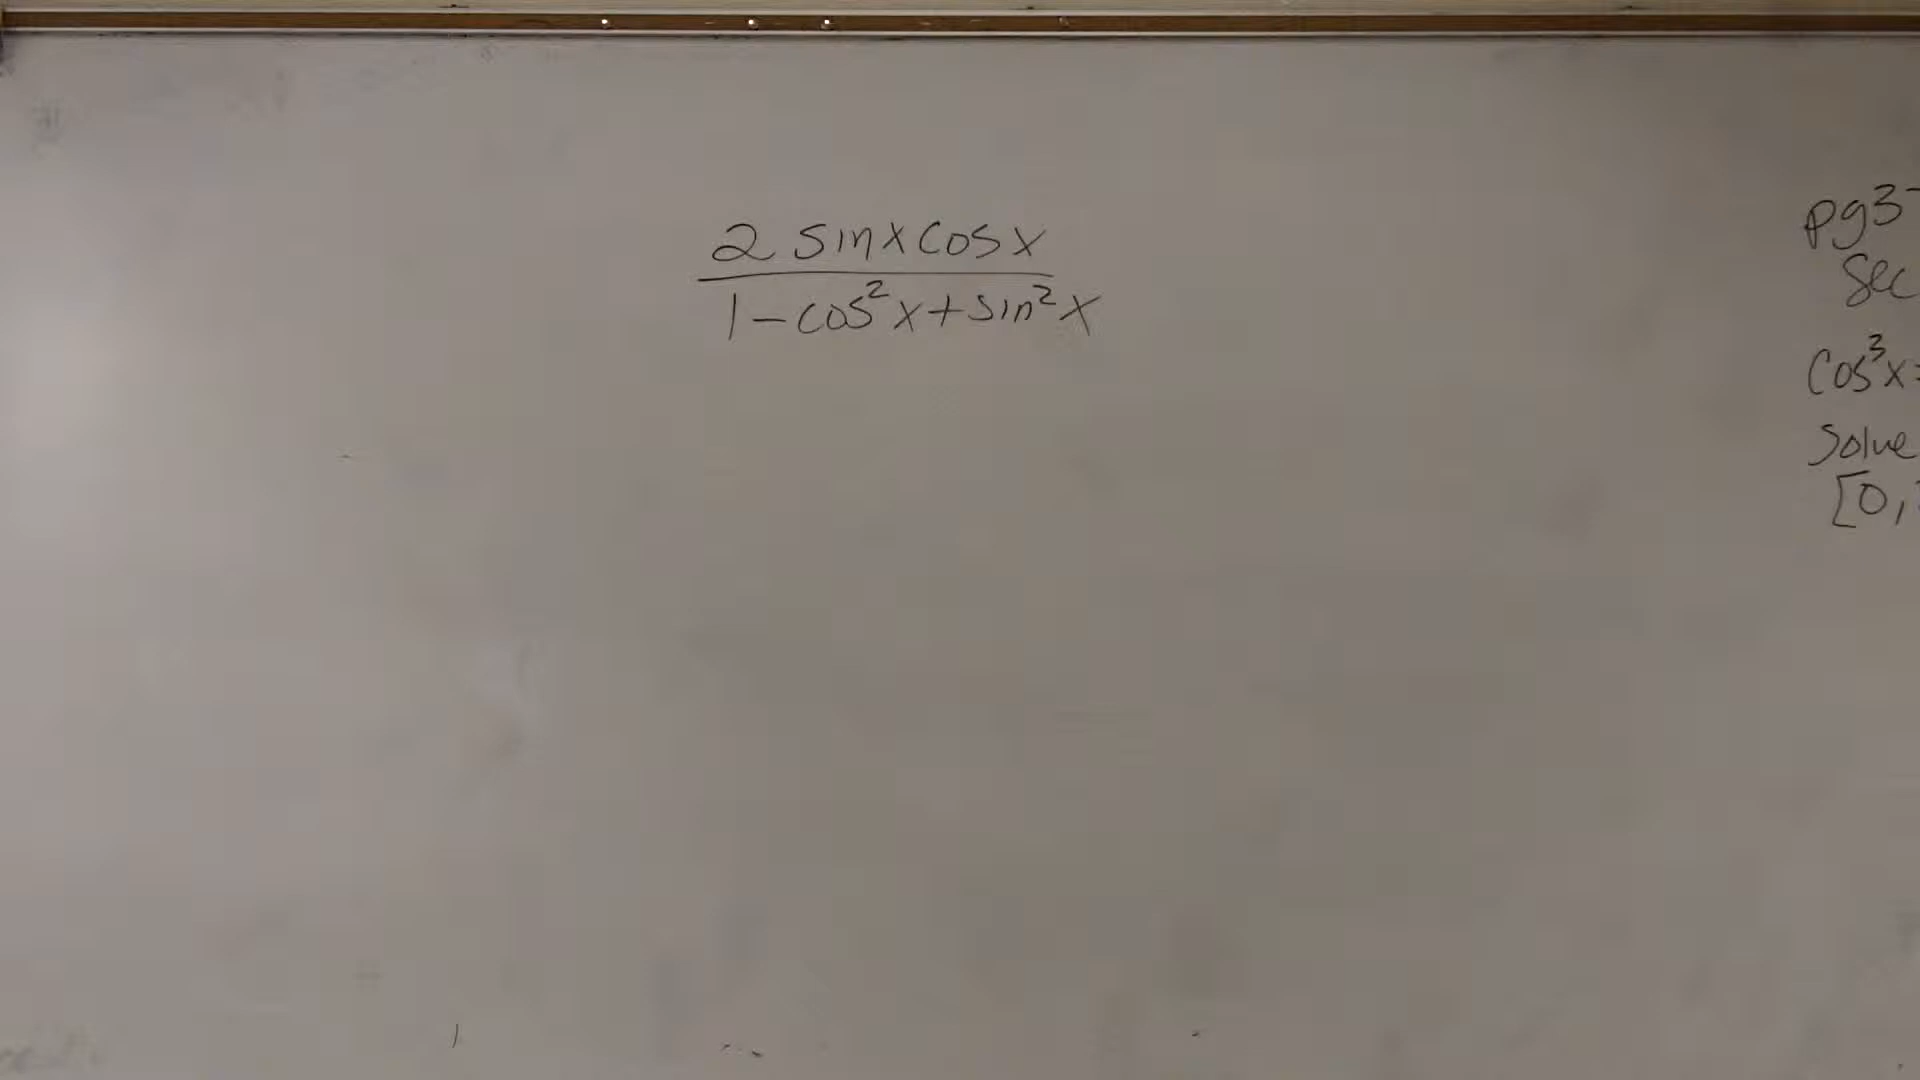 2 sinx cosx
1 - cos²x + sin²x
pg3
Sec
cos³x=
Solve
[0,